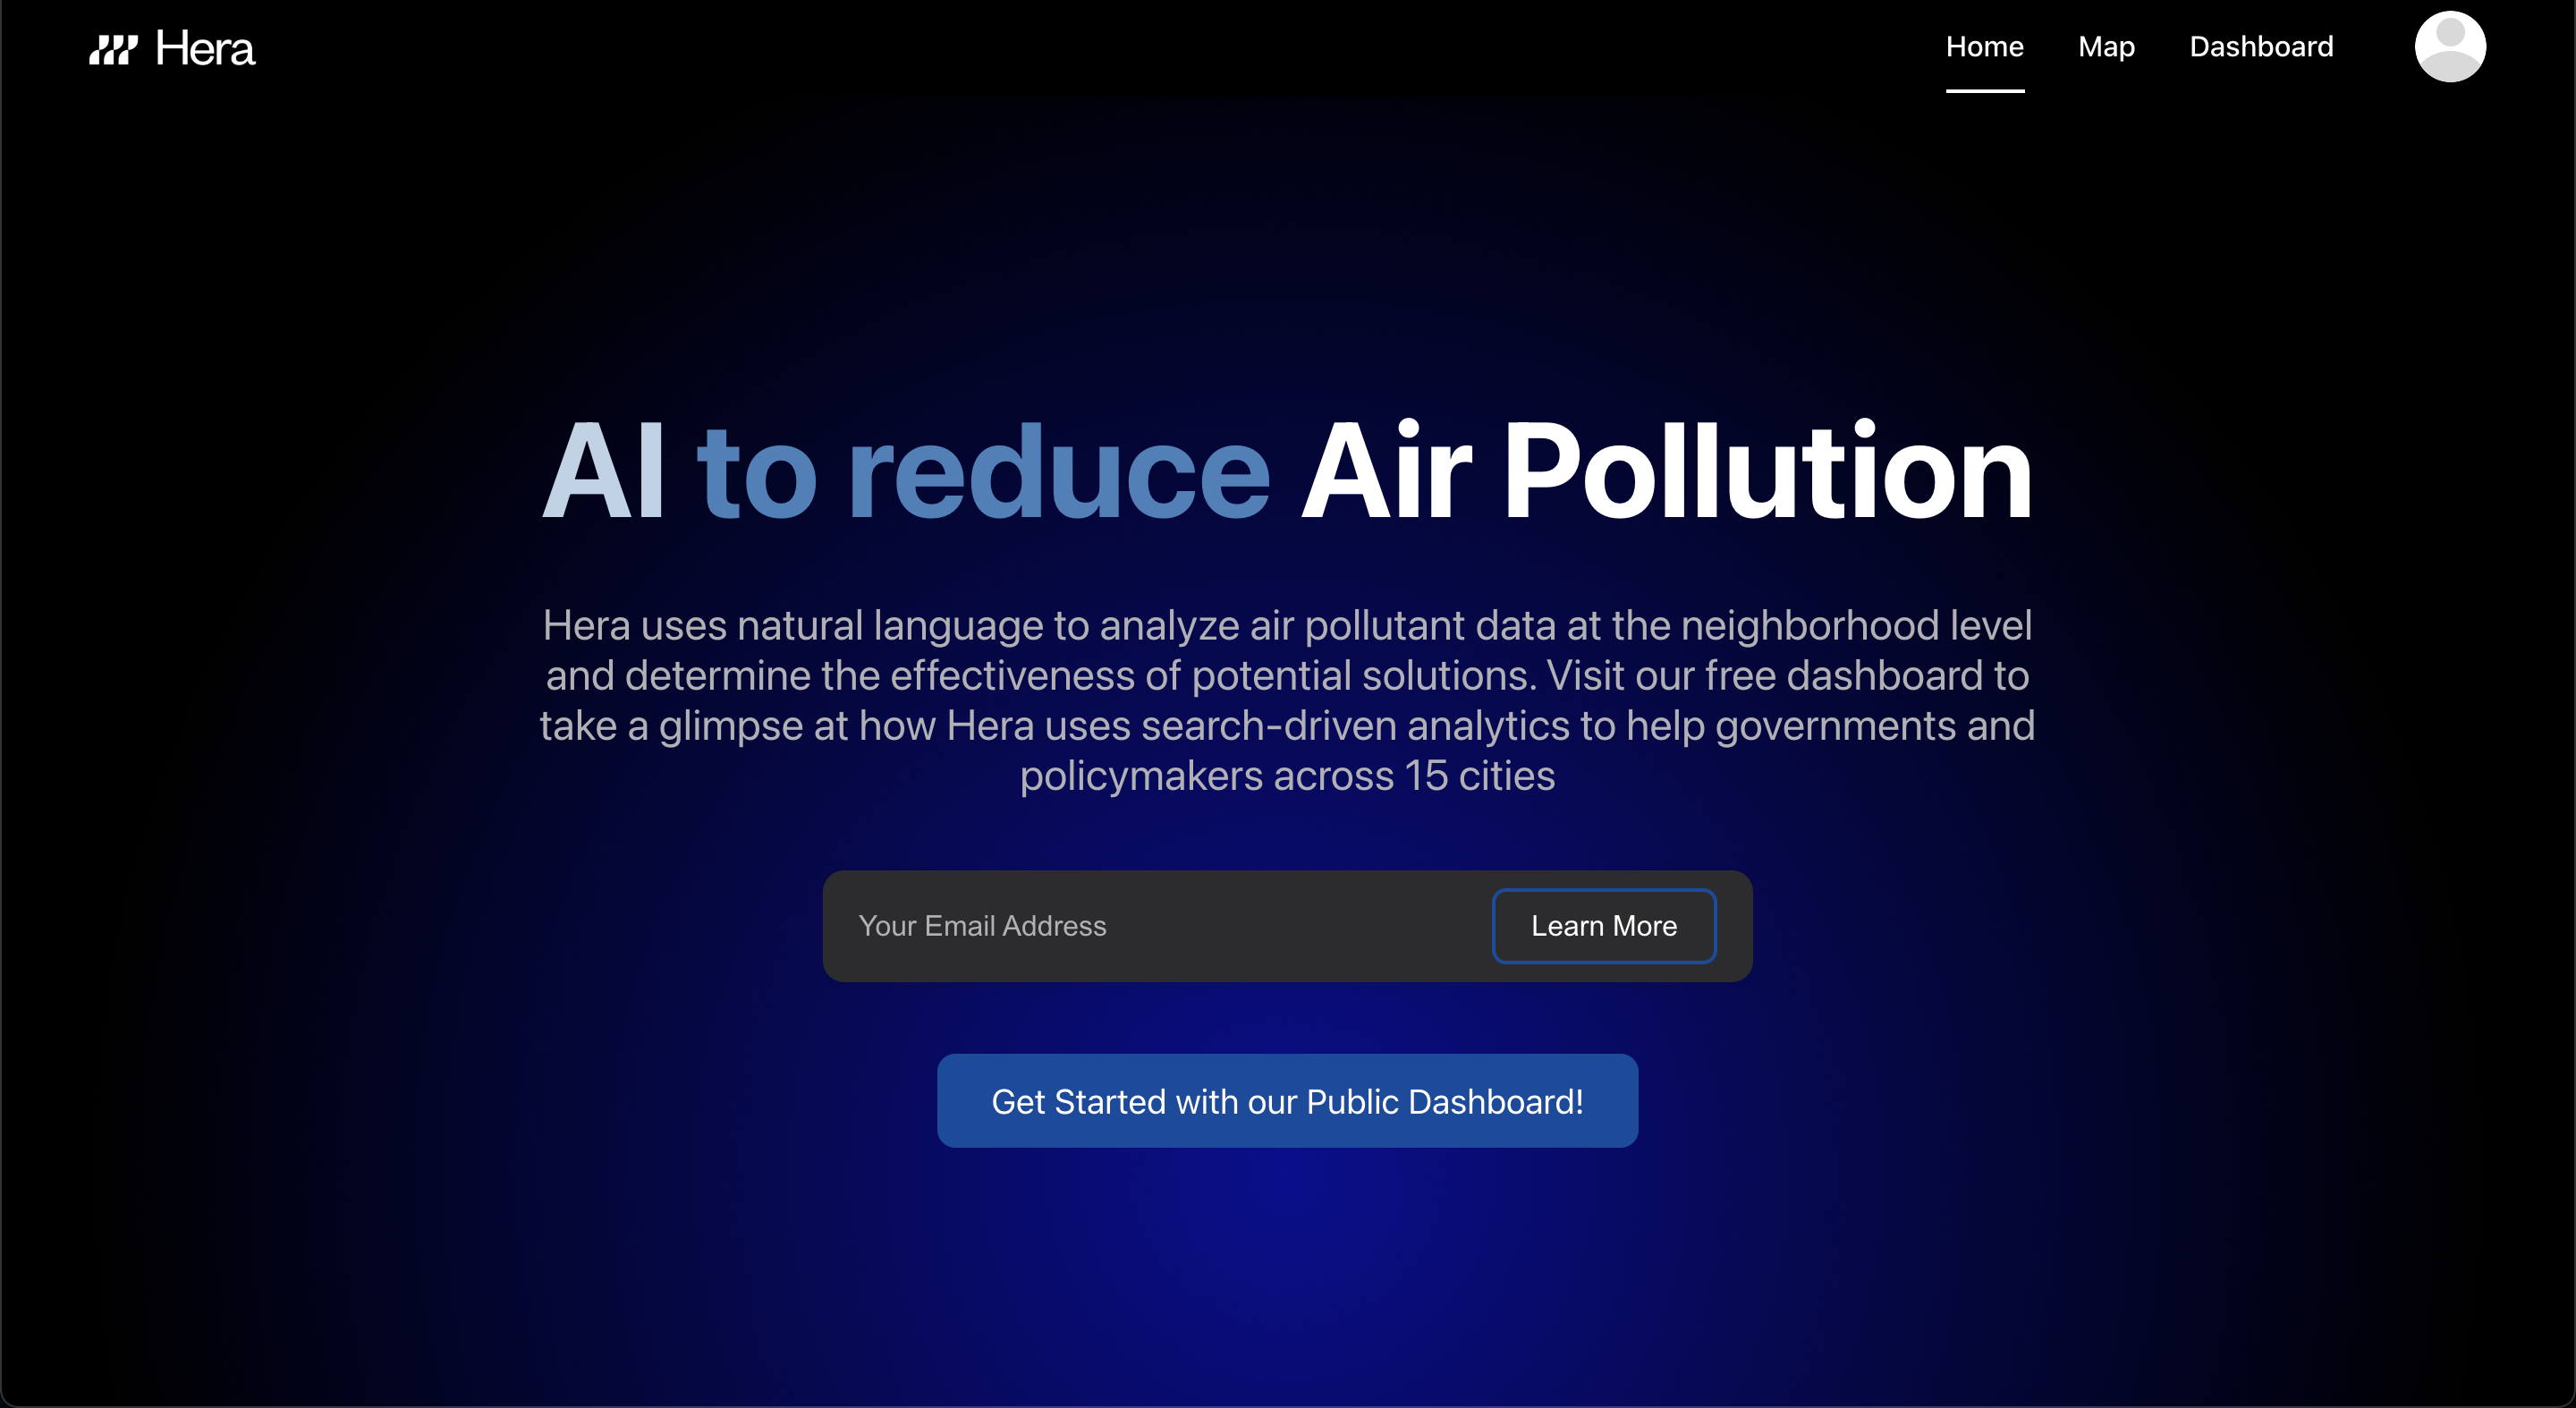 Hera
Home Map Dashboard
AI to reduce Air Pollution
Hera uses natural language to analyze air pollutant data at the neighborhood level
and determine the effectiveness of potential solutions. Visit our free dashboard to
take a glimpse at how Hera uses search-driven analytics to help governments and
policymakers across 15 cities
Your Email Address Learn More
Get Started with our Public Dashboard!